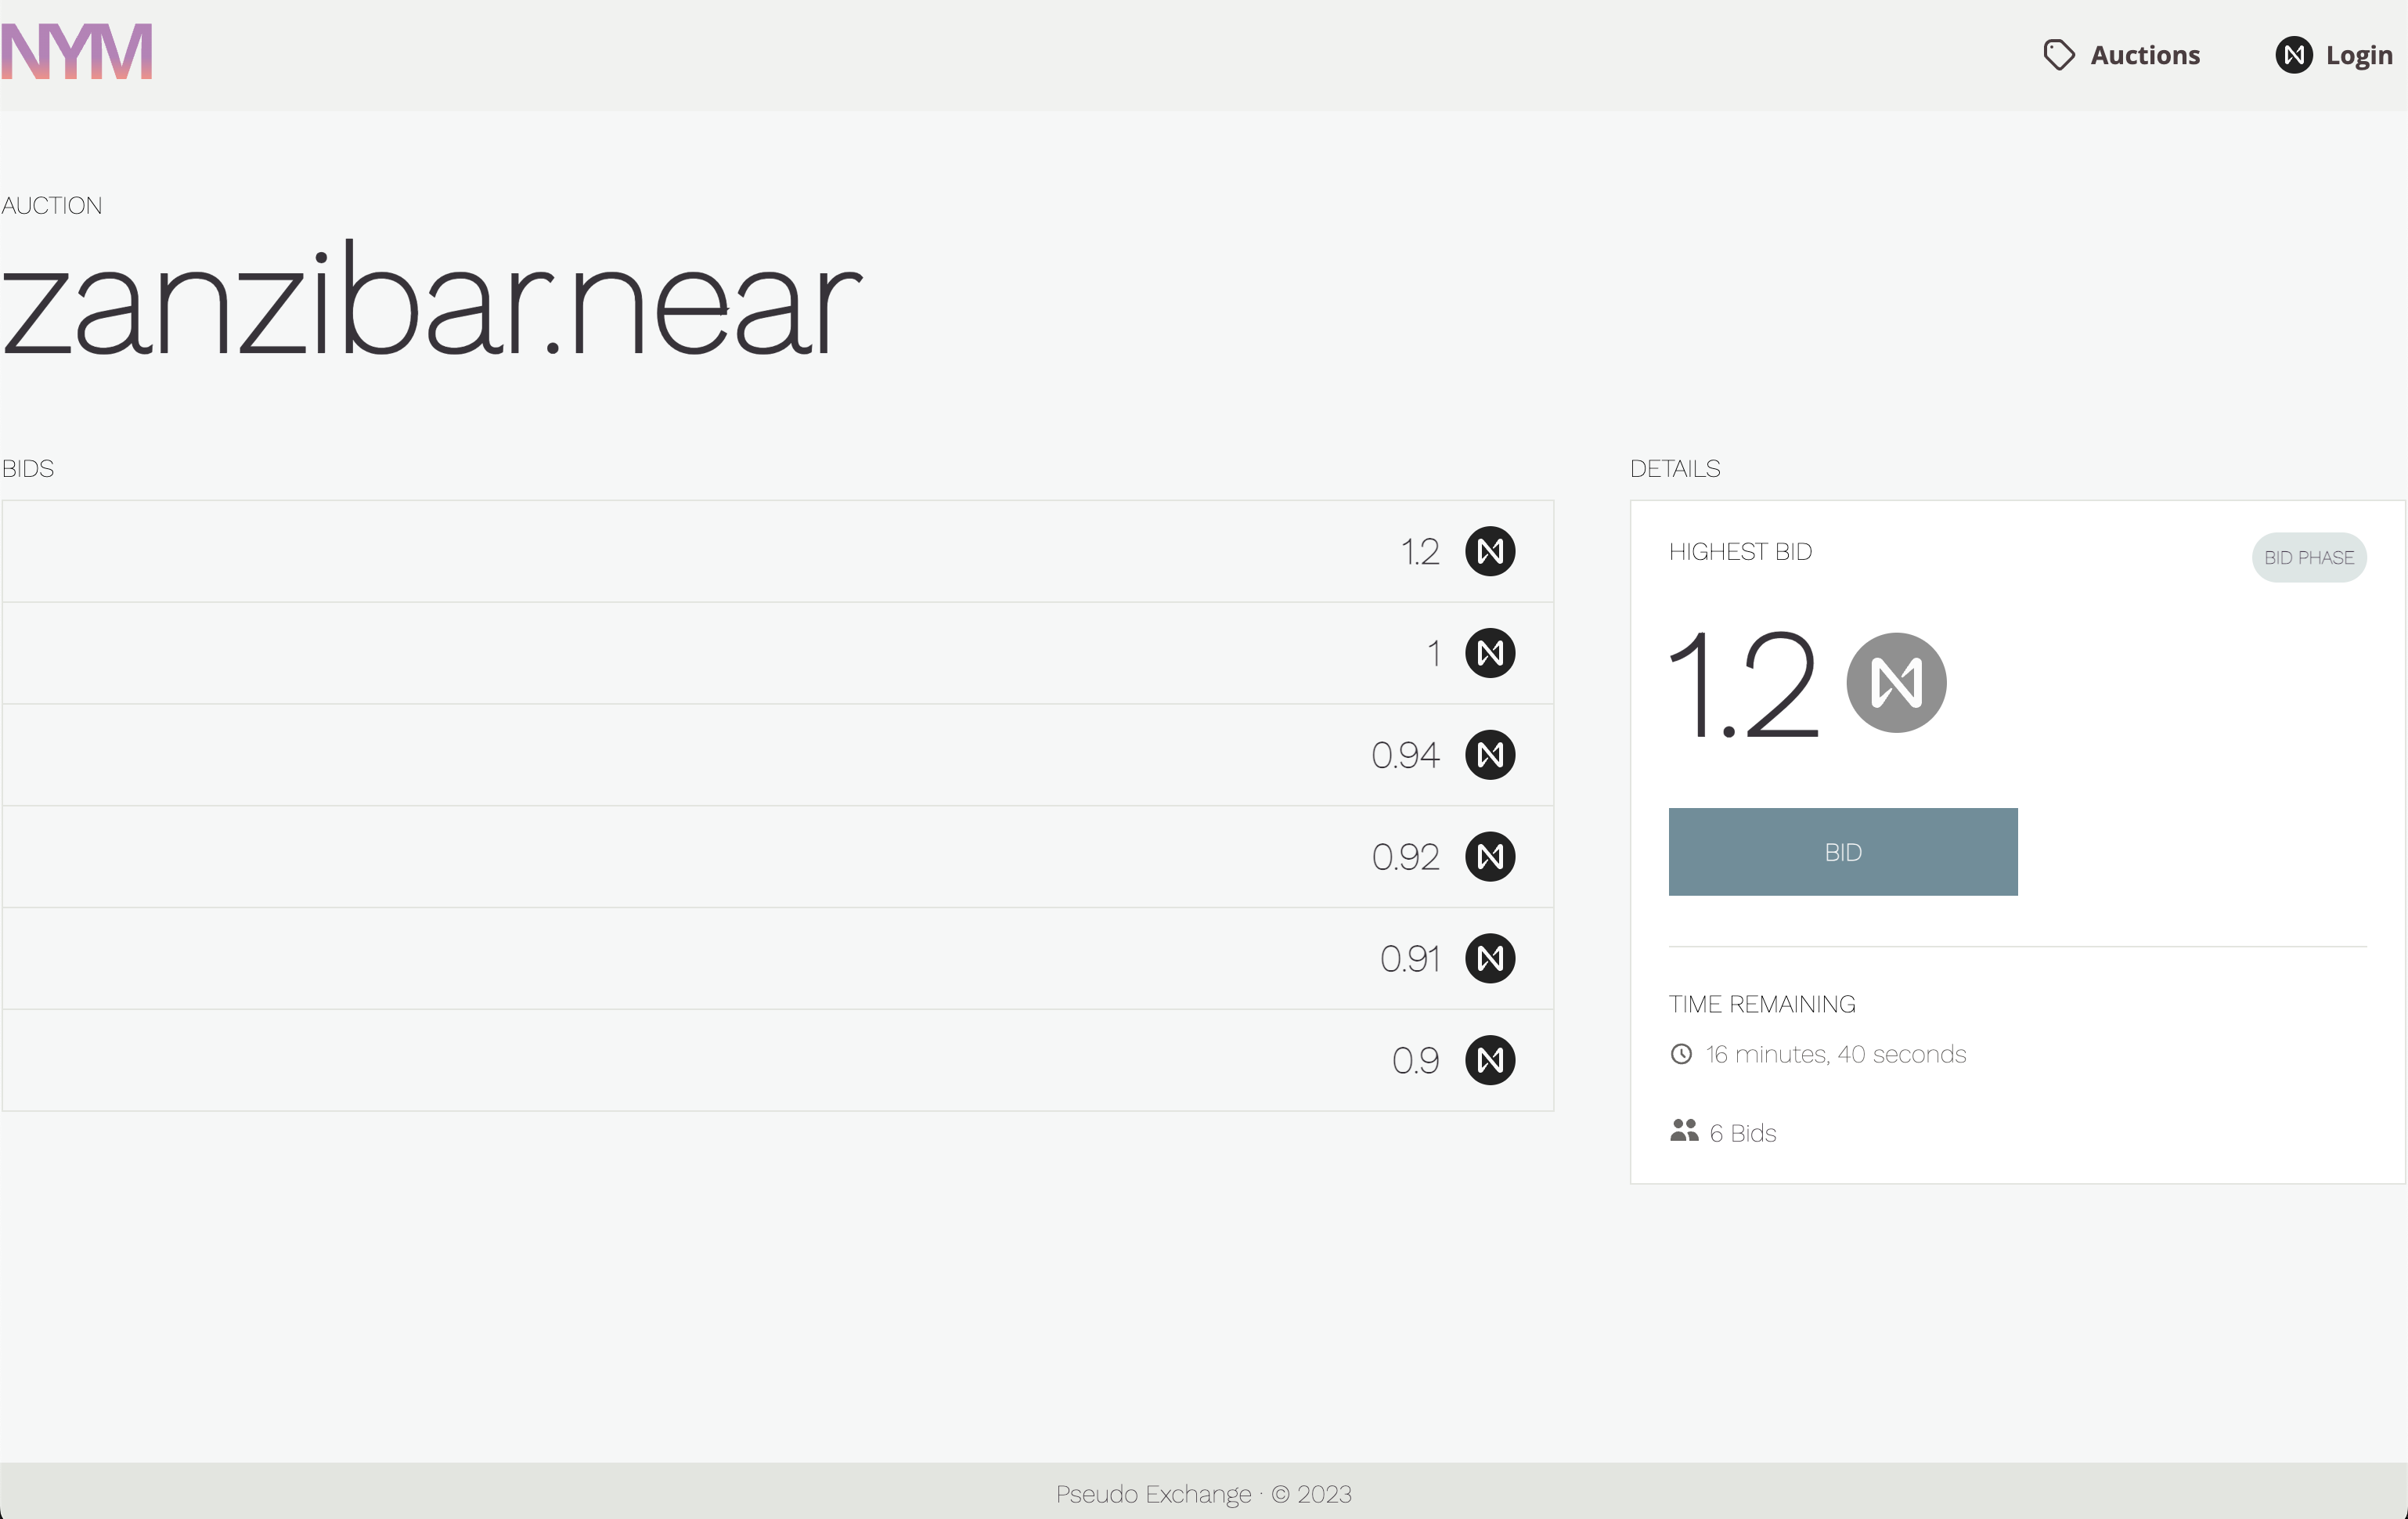 NYM
Auctions
Login
AUCTION
zanzibar.near
BIDS
1.2
1
0.94
0.92
0.91
0.9
DETAILS
HIGHEST BID
BID PHASE
1.2
BID
TIME REMAINING
16 minutes, 40 seconds
6 Bids
Pseudo Exchange · © 2023